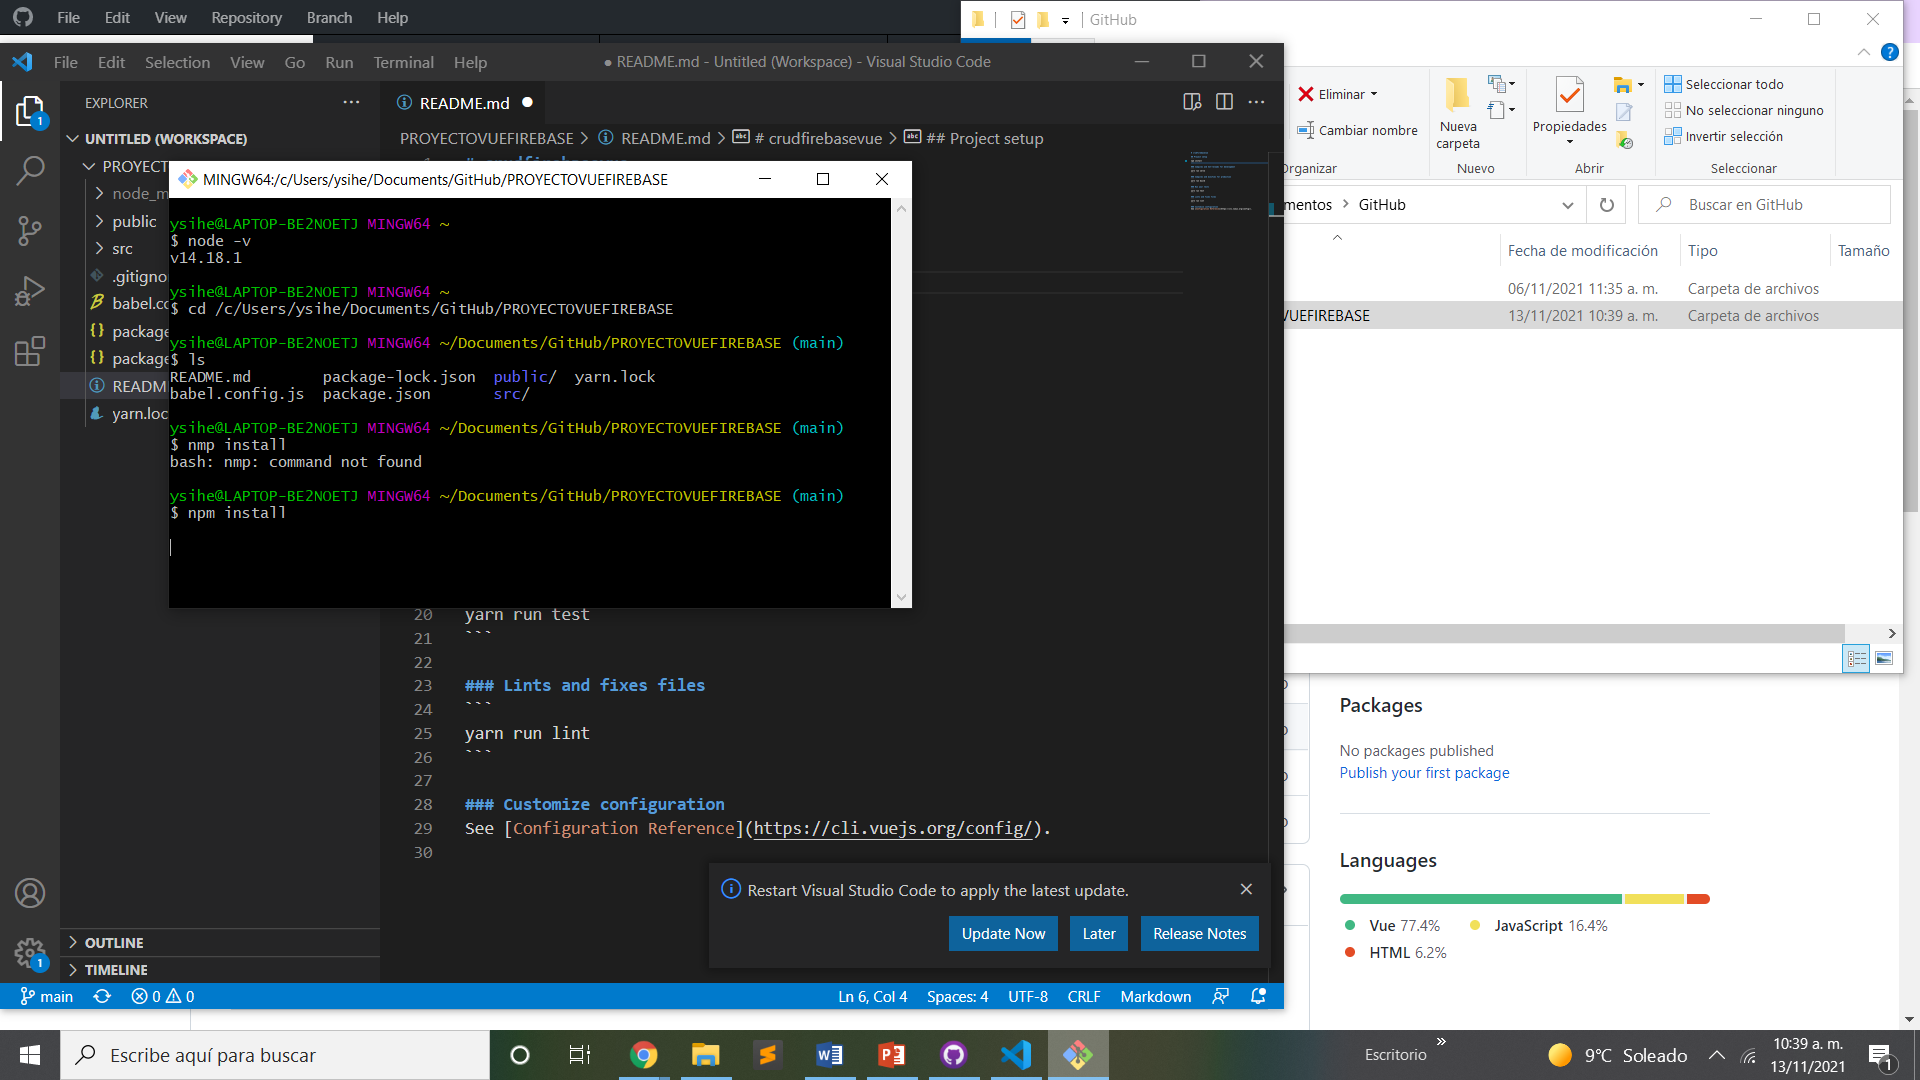 File Edit View Repository Branch Help
GitHub
File Edit Selection View Go Run Terminal Help
● README.md - Untitled (Workspace) - Visual Studio Code
EXPLORER
README.md
UNTITLED (WORKSPACE)
PROYECTOVUEFIREBASE > README.md > # crudfirebasevue > ## Project setup
PROYECT
node_m
public
src
.gitigno
babel.co
package
package
READM
yarn.loc
MINGW64:/c/Users/ysihe/Documents/GitHub/PROYECTOVUEFIREBASE
ysihe@LAPTOP-BE2NOETJ MINGW64 ~
$ node -v
v14.18.1
ysihe@LAPTOP-BE2NOETJ MINGW64 ~
$ cd /c/Users/ysihe/Documents/GitHub/PROYECTOVUEFIREBASE
ysihe@LAPTOP-BE2NOETJ MINGW64 ~/Documents/GitHub/PROYECTOVUEFIREBASE (main)
$ ls
README.md package-lock.json public/ yarn.lock
babel.config.js package.json src/
ysihe@LAPTOP-BE2NOETJ MINGW64 ~/Documents/GitHub/PROYECTOVUEFIREBASE (main)
$ nmp install
bash: nmp: command not found
ysihe@LAPTOP-BE2NOETJ MINGW64 ~/Documents/GitHub/PROYECTOVUEFIREBASE (main)
$ npm install
20 yarn run test
21 ```
22
23 ### Lints and fixes files
24 ```
25 yarn run lint
26 ```
27
28 ### Customize configuration
29 See [Configuration Reference](https://cli.vuejs.org/config/).
30
Restart Visual Studio Code to apply the latest update.
Update Now Later Release Notes
OUTLINE
TIMELINE
main 0 0
Ln 6, Col 4 Spaces: 4 UTF-8 CRLF Markdown
Eliminar
Cambiar nombre
Organizar
Nueva carpeta
Nuevo
Propiedades
Abrir
Seleccionar todo
No seleccionar ninguno
Invertir selección
Seleccionar
mentos > GitHub
Buscar en GitHub
Fecha de modificación Tipo Tamaño
06/11/2021 11:35 a. m. Carpeta de archivos
VUEFIREBASE 13/11/2021 10:39 a. m. Carpeta de archivos
Packages
No packages published
Publish your first package
Languages
Vue 77.4% JavaScript 16.4%
HTML 6.2%
Escribe aquí para buscar
Escritorio
9°C Soleado
10:39 a. m.
13/11/2021
1